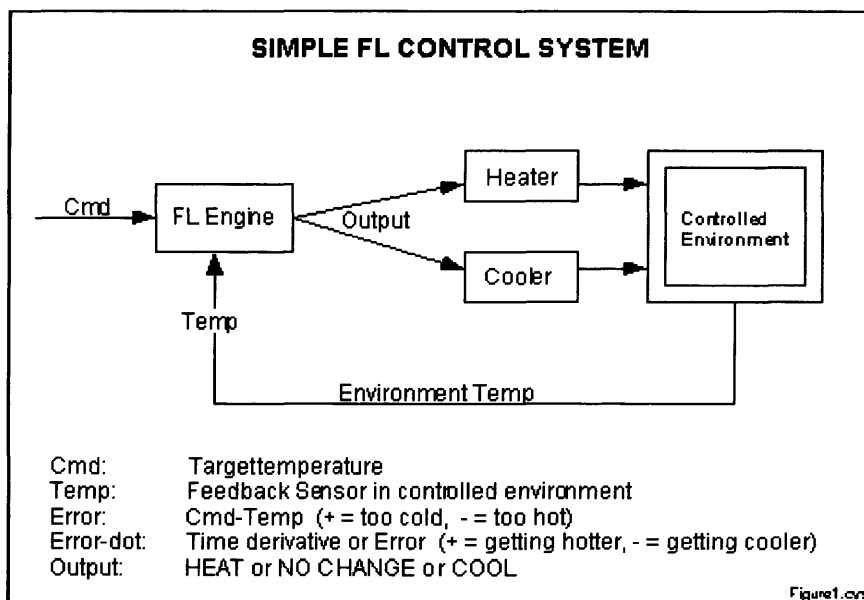 SIMPLE FL CONTROL SYSTEM
Heater
Cmd
FL Engine
Output
Controlled
Environment
Cooler
Temp
Environment Temp
Cmd: Targettemperature
Temp: Feedback Sensor in controlled environment
Error: Cmd-Temp (+ = too cold, - = too hot)
Error-dot: Time derivative or Error (+ = getting hotter, - = getting cooler)
Output: HEAT or NO CHANGE or COOL